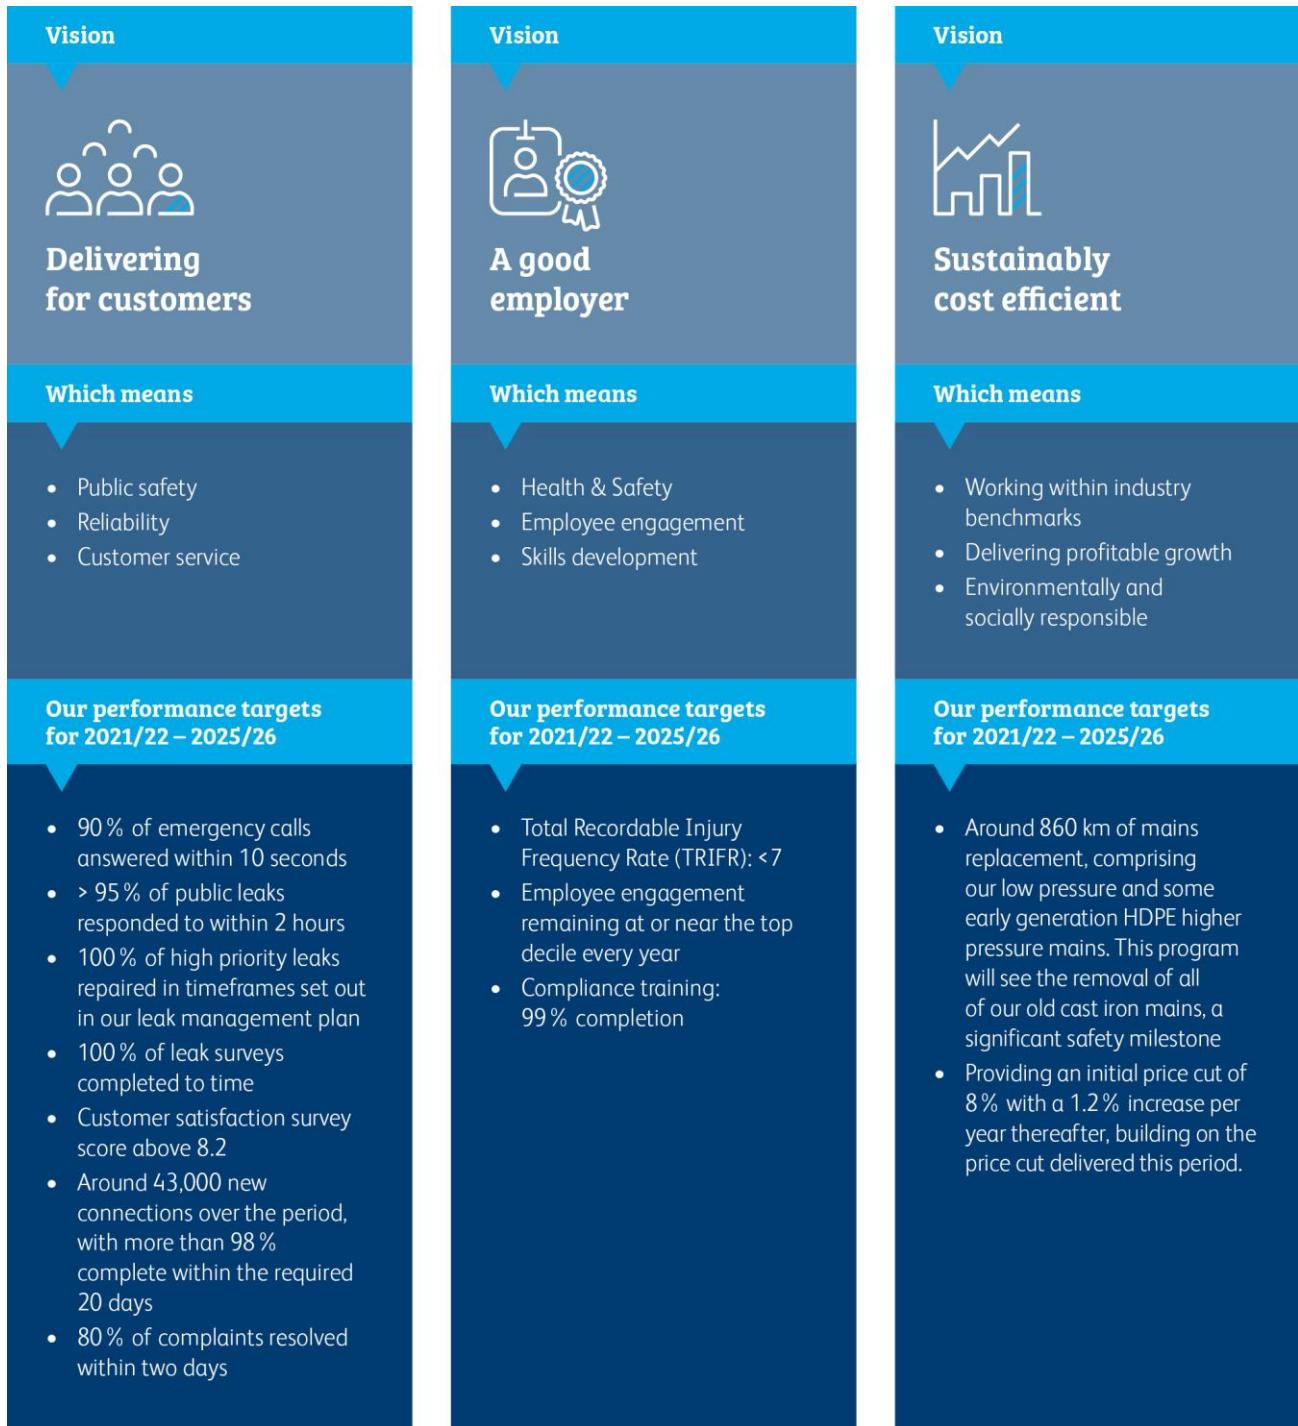 Vision
Delivering
for customers
Which means
• Public safety
• Reliability
• Customer service
Our performance targets
for 2021/22 – 2025/26
• 90% of emergency calls
answered within 10 seconds
• > 95% of public leaks
responded to within 2 hours
• 100% of high priority leaks
repaired in timeframes set out
in our leak management plan
• 100% of leak surveys
completed to time
• Customer satisfaction survey
score above 8.2
• Around 43,000 new
connections over the period,
with more than 98%
complete within the required
20 days
• 80% of complaints resolved
within two days
Vision
A good
employer
Which means
• Health & Safety
• Employee engagement
• Skills development
Our performance targets
for 2021/22 – 2025/26
• Total Recordable Injury
Frequency Rate (TRIFR): <7
• Employee engagement
remaining at or near the top
decile every year
• Compliance training:
99% completion
Vision
Sustainably
cost efficient
Which means
• Working within industry
benchmarks
• Delivering profitable growth
• Environmentally and
socially responsible
Our performance targets
for 2021/22 – 2025/26
• Around 860 km of mains
replacement, comprising
our low pressure and some
early generation HDPE higher
pressure mains. This program
will see the removal of all
of our old cast iron mains, a
significant safety milestone
• Providing an initial price cut of
8% with a 1.2% increase per
year thereafter, building on the
price cut delivered this period.